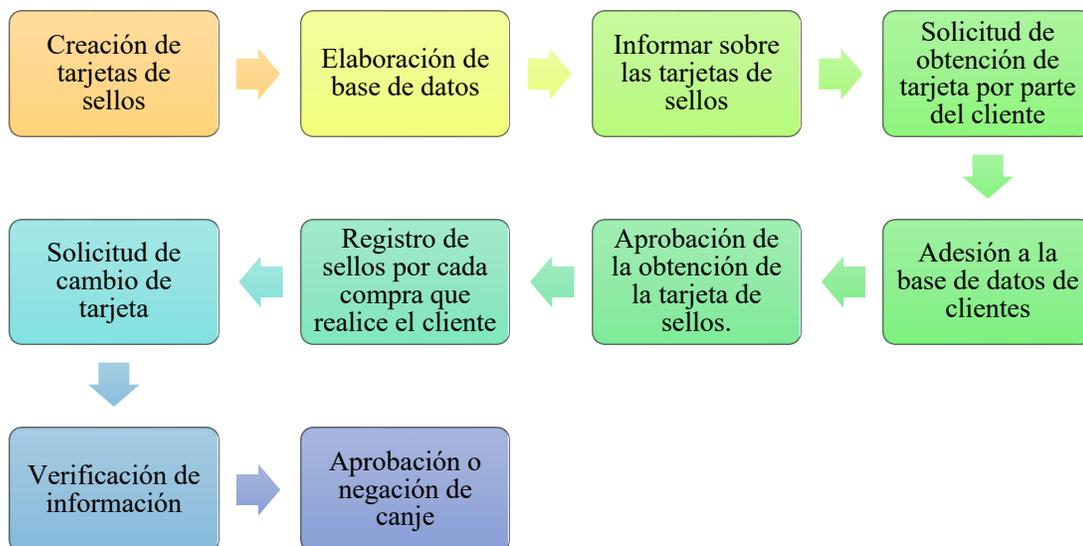 Creación de
tarjetas de
sellos
Elaboración de
base de datos
Informar sobre
las tarjetas de
sellos
Solicitud de
obtención de
tarjeta por parte
del cliente
Adesión a la
base de datos de
clientes
Aprobación de
la obtención de
la tarjeta de
sellos.
Registro de
sellos por cada
compra que
realice el cliente
Solicitud de
cambio de
tarjeta
Verificación de
información
Aprobación o
negación de
canje